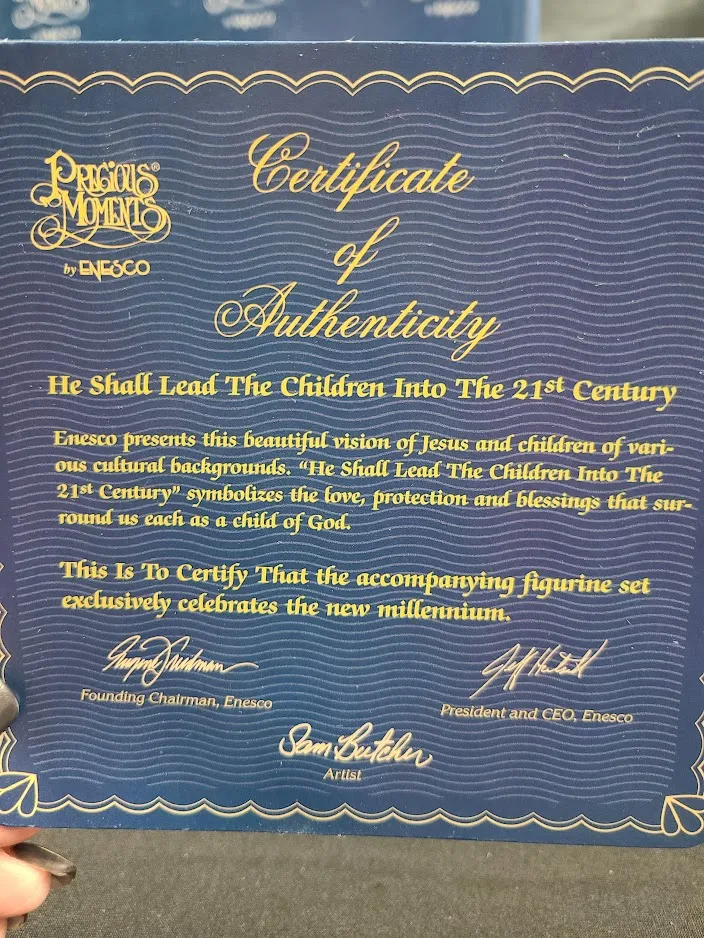 PRECIOUS®
MOMENTS
by ENESCO
Certificate
of
Authenticity
He Shall Lead The Children Into The 21st Century
Enesco presents this beautiful vision of Jesus and children of vari-
ous cultural backgrounds. “He Shall Lead The Children Into The
21st Century” symbolizes the love, protection and blessings that sur-
round us each as a child of God.
This Is To Certify That the accompanying figurine set
exclusively celebrates the new millennium.
Founding Chairman, Enesco
President and CEO, Enesco
Sam Butcher
Artist